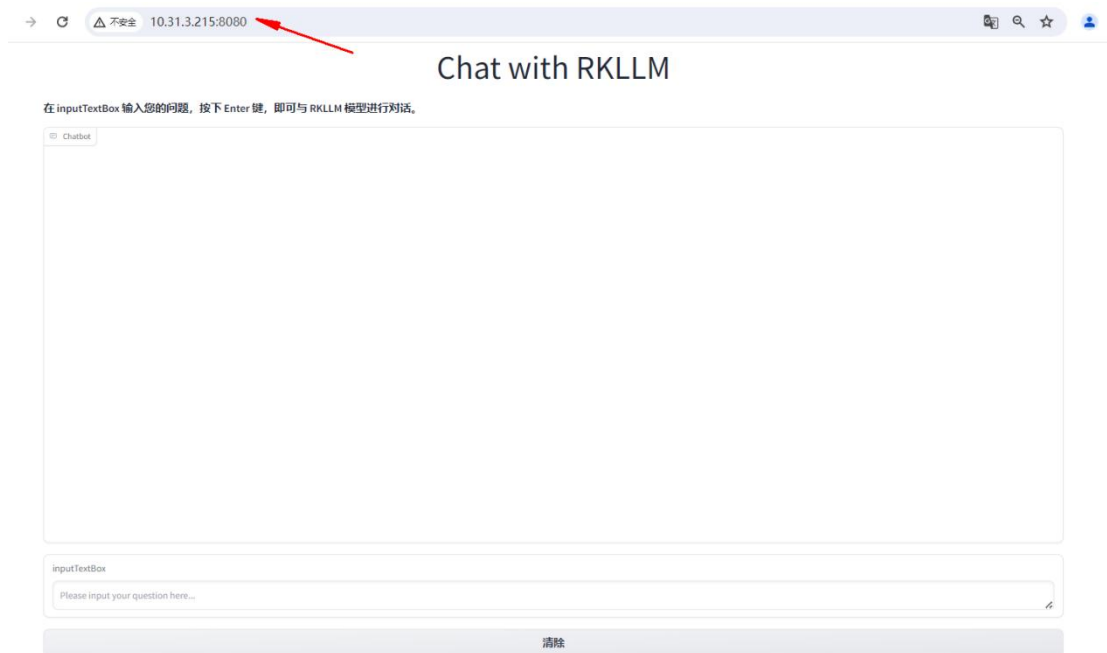 不安全 10.31.3.215:8080
Chat with RKLLM
在 inputTextBox 输入您的问题，按下 Enter 键，即可与 RKLLM 模型进行对话。
Chatbot
inputTextBox
Please input your question here...
清除